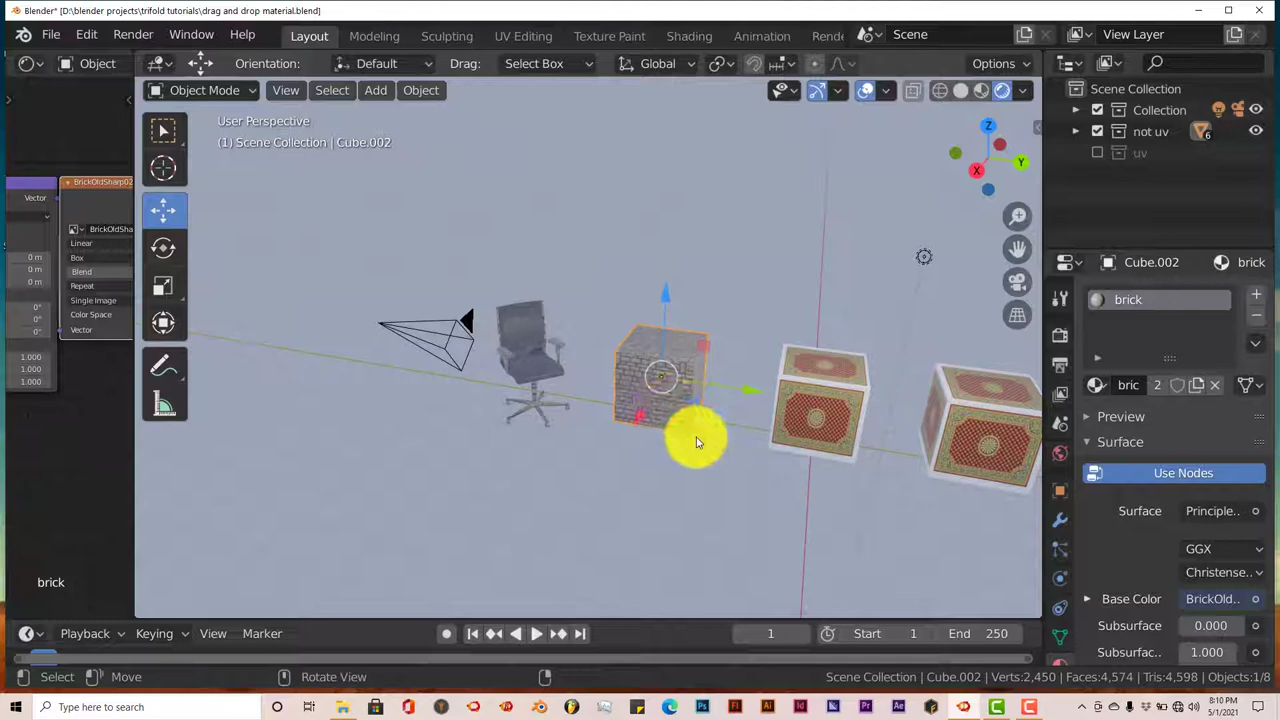 Blender* [D:\blender projects\trifold tutorials\drag and drop material.blend]
File Edit Render Window Help Layout Modeling Sculpting UV Editing Shading Animation Rende Scene View Layer
Object Orientation: Default Drag: Select Box Global Options
Object Mode View Select Add Object
User Perspective
(1) Scene Collection | Cube.002
Scene Collection
Collection
not uv 6
uv
Z
Y
X
BrickOldSharp02
Vector
BrickOldSha
Linear
Box
Blend
Repeat
Single Image
Color Space
Vector
0 m
0 m
0 m
0°
0°
0°
1.000
1.000
1.000
brick
Cube.002 brick
brick
bric 2
Preview
Surface
Use Nodes
Surface Principle..
GGX
Christense..
Base Color BrickOld..
Subsurface 0.000
Subsurfac.. 1.000
Playback Keying View Marker 1 Start 1 End 250
Select Move Rotate View Scene Collection | Cube.002 | Verts:2,450 | Faces:4,574 | Tris:4,598 | Objects:1/8
Type here to search
8:10 PM
5/1/2021